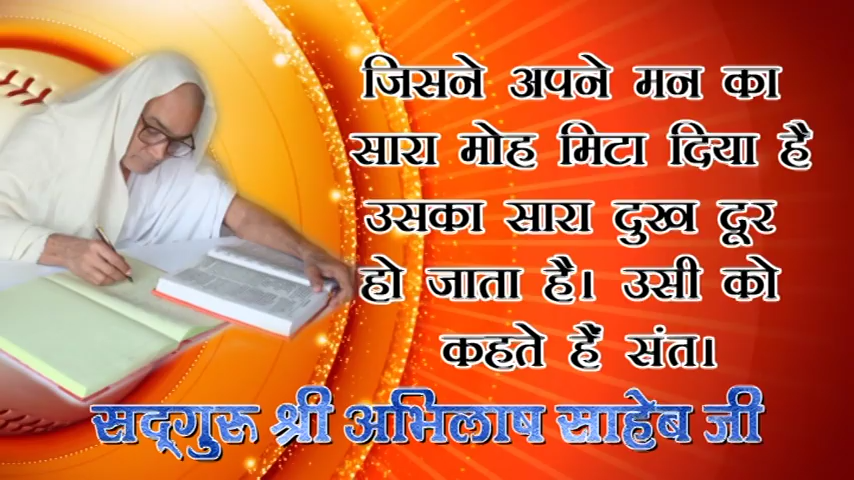 जिसने अपने मन का
सारा मोह मिटा दिया है
उसका सारा दुख दूर
हो जाता है। उसी को
कहते हैं संत।
सद्गुरु श्री अभिलाष साहेब जी